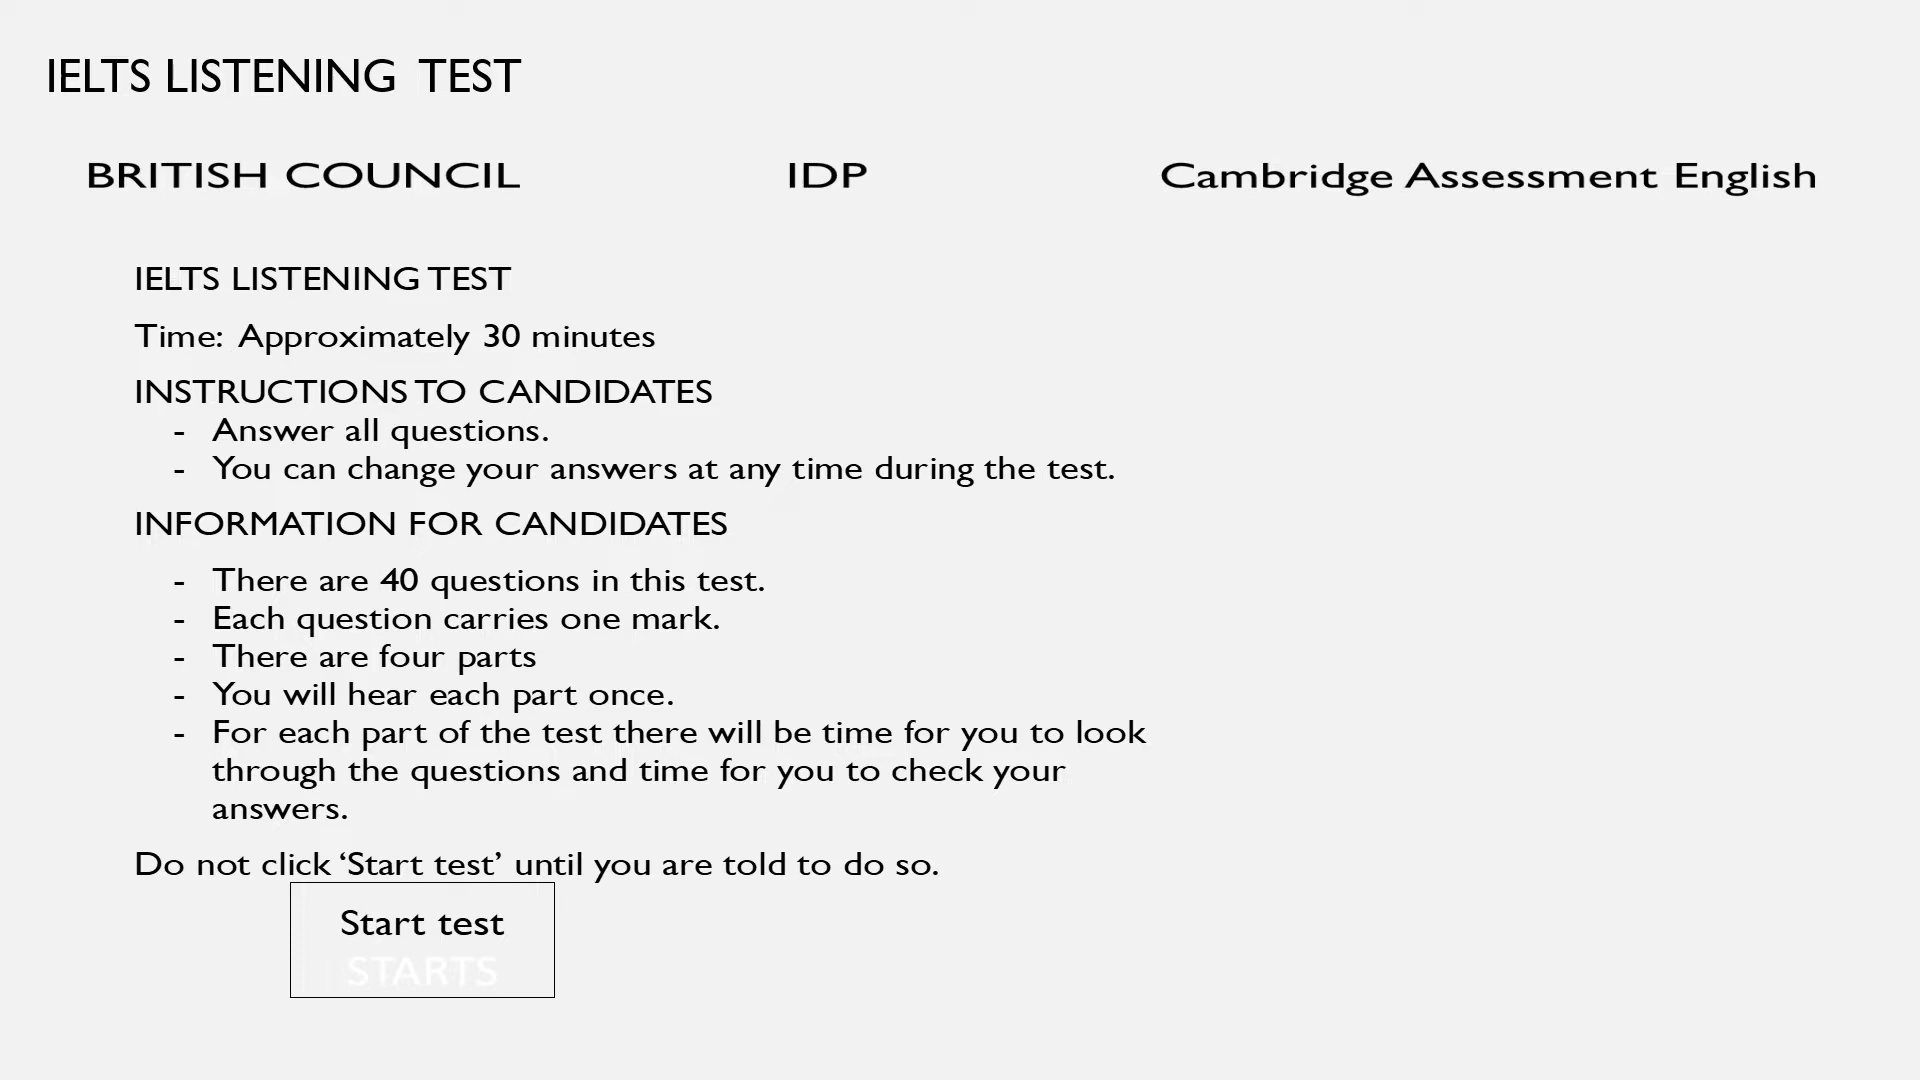 IELTS LISTENING TEST
BRITISH COUNCIL IDP Cambridge Assessment English
IELTS LISTENING TEST
Time: Approximately 30 minutes
INSTRUCTIONS TO CANDIDATES
- Answer all questions.
- You can change your answers at any time during the test.
INFORMATION FOR CANDIDATES
- There are 40 questions in this test.
- Each question carries one mark.
- There are four parts
- You will hear each part once.
- For each part of the test there will be time for you to look
through the questions and time for you to check your
answers.
Do not click ‘Start test’ until you are told to do so.
Start test
STARTS